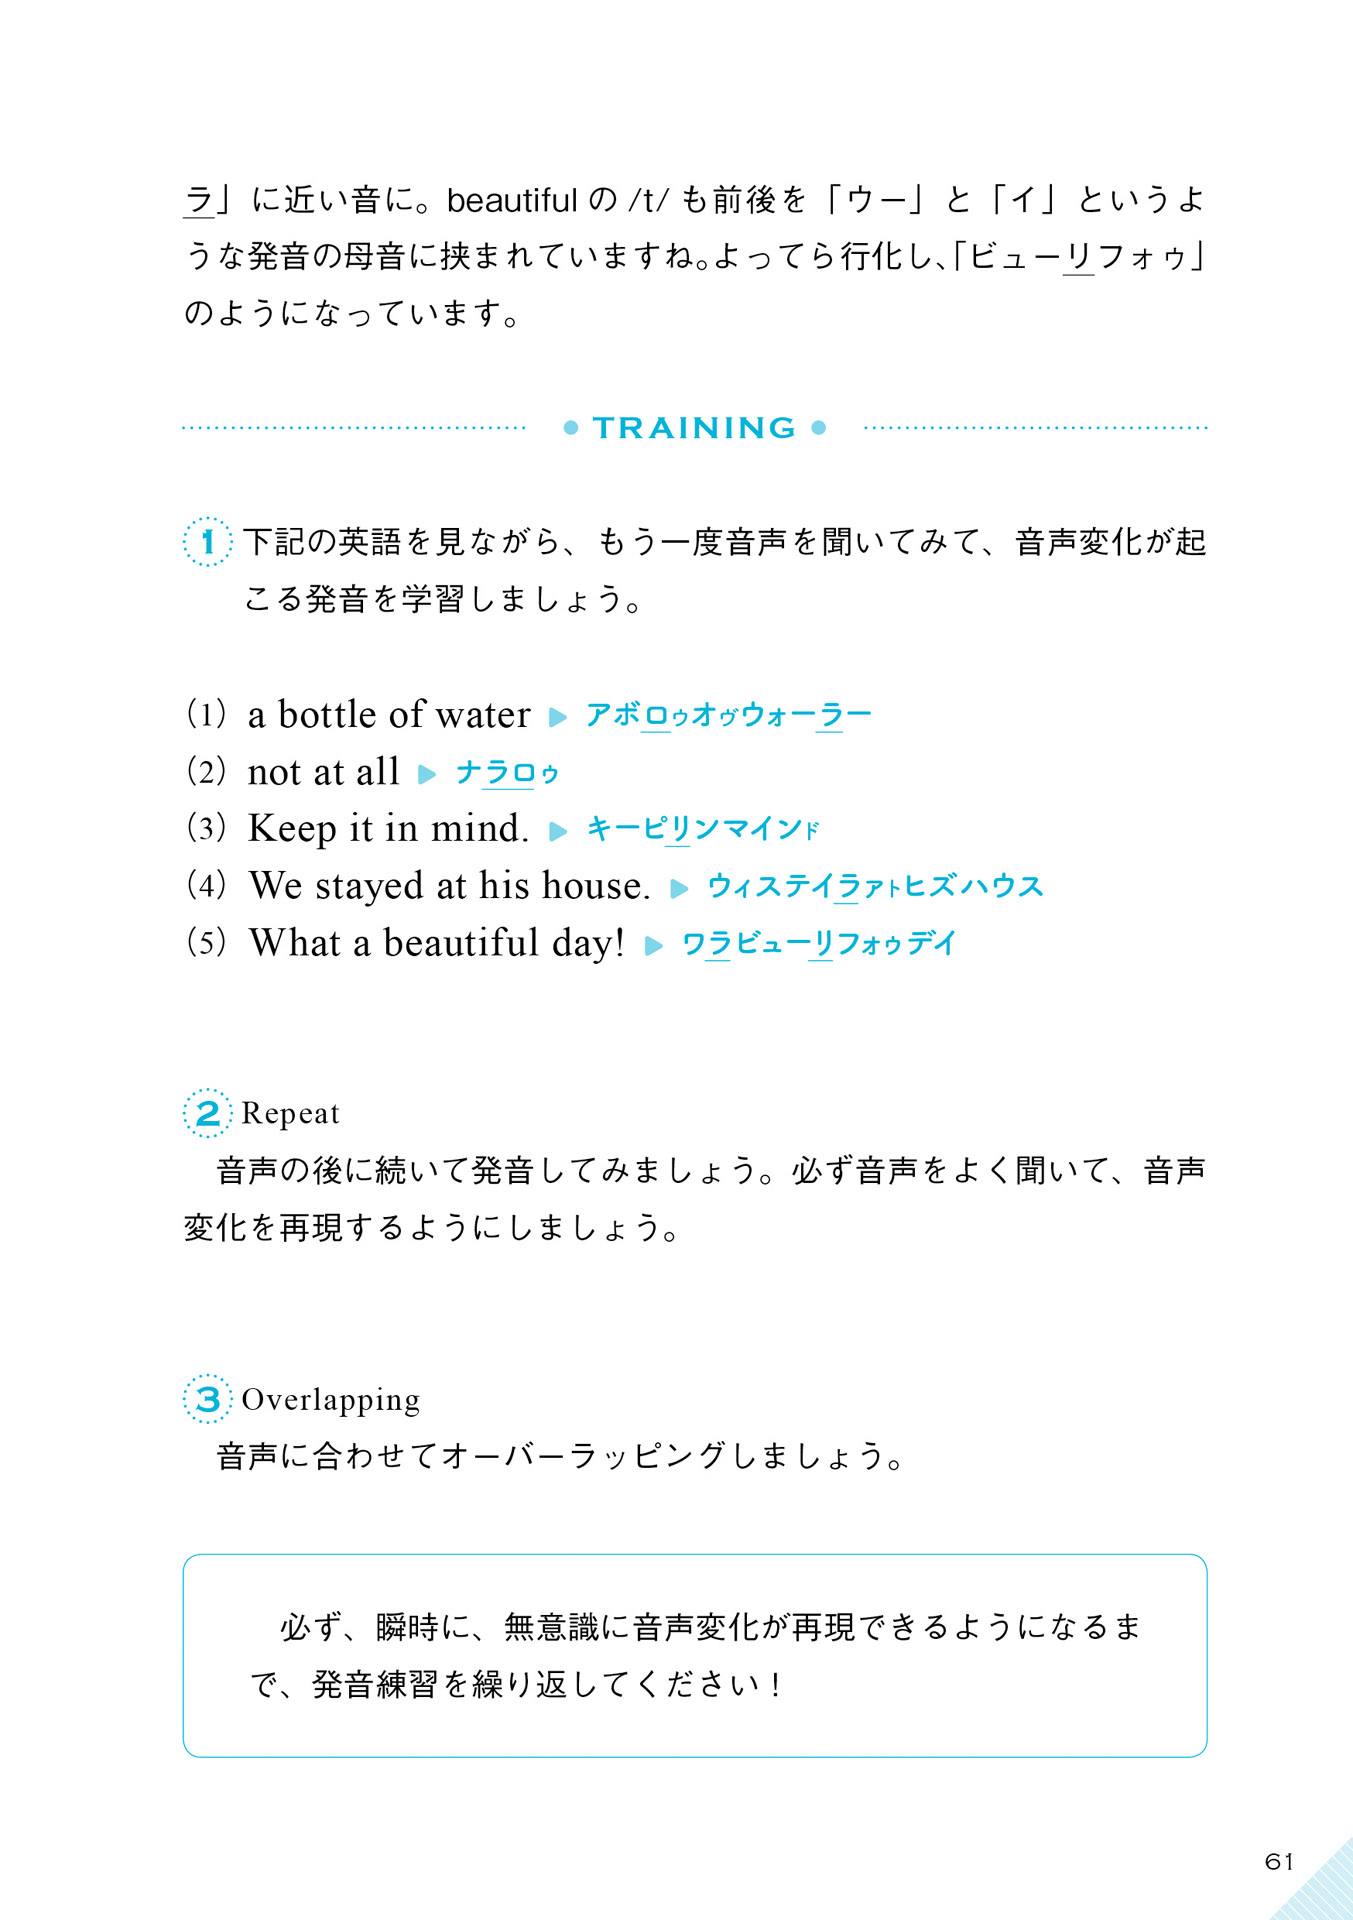 ラ」に近い音に。beautiful の /t/ も前後を「ウー」と「イ」というよ
うな発音の母音に挟まれていますね。よってら行化し、「ビューリフォゥ」
のようになっています。
TRAINING
1 下記の英語を見ながら、もう一度音声を聞いてみて、音声変化が起
こる発音を学習しましょう。
(1) a bottle of water ▶ アボロゥオヴウォーラー
(2) not at all ▶ ナラロゥ
(3) Keep it in mind. ▶ キーピリンマインド
(4) We stayed at his house. ▶ ウィステイラァトヒズハウス
(5) What a beautiful day! ▶ ワラビューリフォゥデイ
2 Repeat
音声の後に続いて発音してみましょう。必ず音声をよく聞いて、音声
変化を再現するようにしましょう。
3 Overlapping
音声に合わせてオーバーラッピングしましょう。
必ず、瞬時に、無意識に音声変化が再現できるようになるま
で、発音練習を繰り返してください！
61